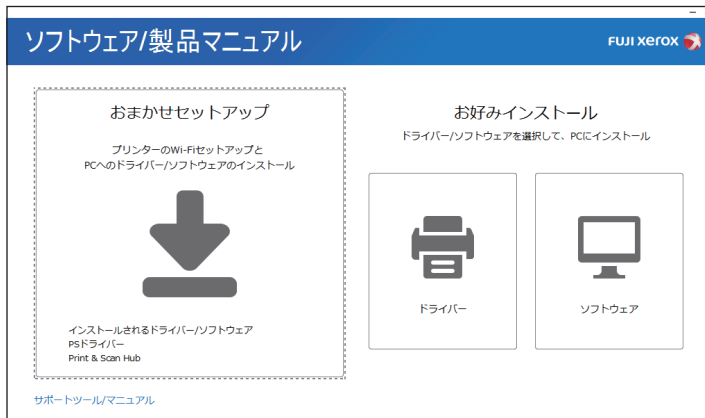 ソフトウェア/製品マニュアル
FUJI xerox
おまかせセットアップ
プリンターのWi-Fiセットアップと
PCへのドライバー/ソフトウェアのインストール
インストールされるドライバー/ソフトウェア
PSドライバー
Print & Scan Hub
お好みインストール
ドライバー/ソフトウェアを選択して、PCにインストール
ドライバー
ソフトウェア
サポートツール/マニュアル